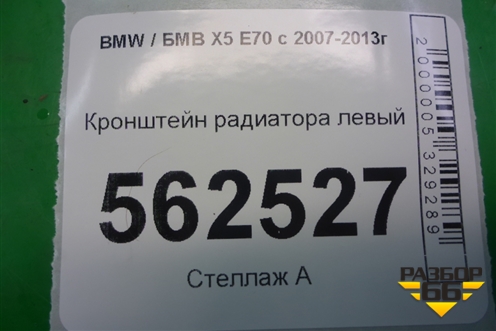 BMW / БМВ X5 E70 с 2007-2013г
Кронштейн радиатора левый
562527
Стеллаж А
2000005329289
РАЗБОР
66